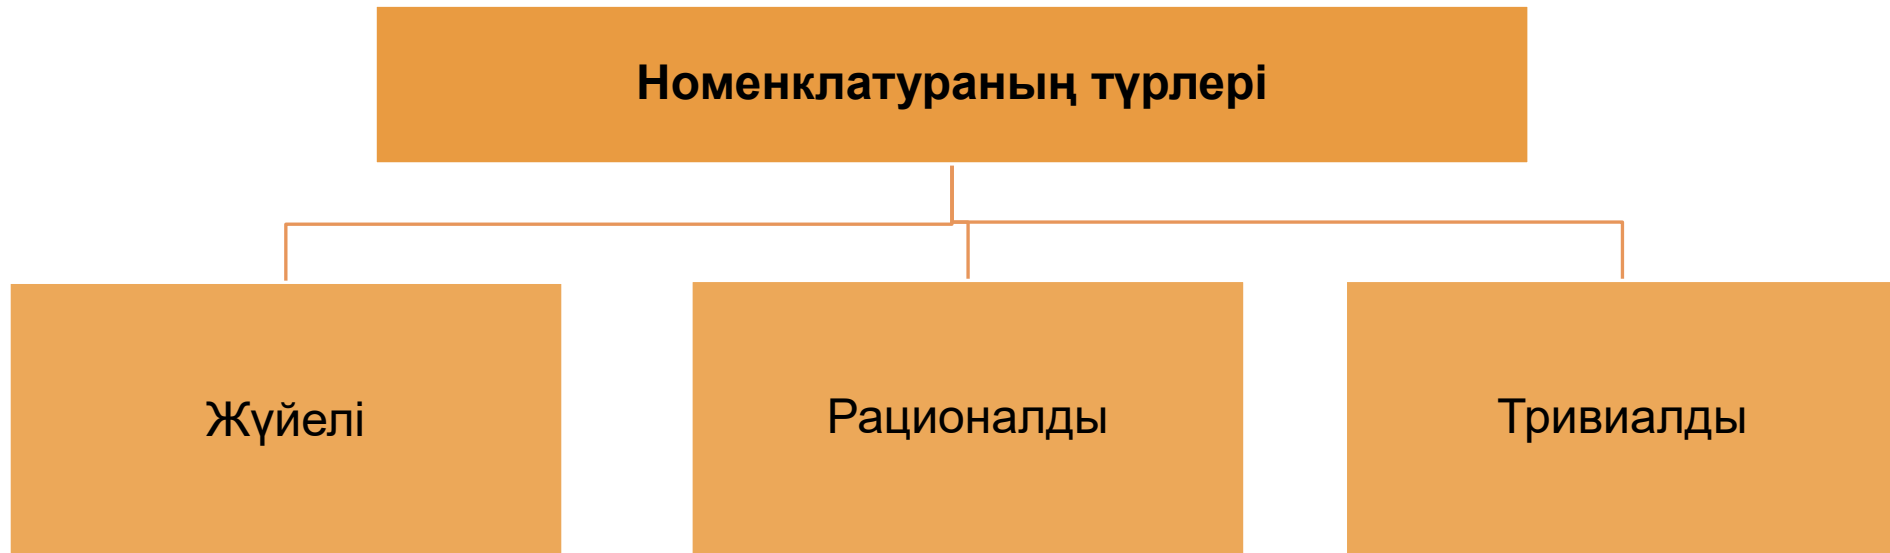 Номенклатураның түрлері
Жүйелі
Рационалды
Тривиалды